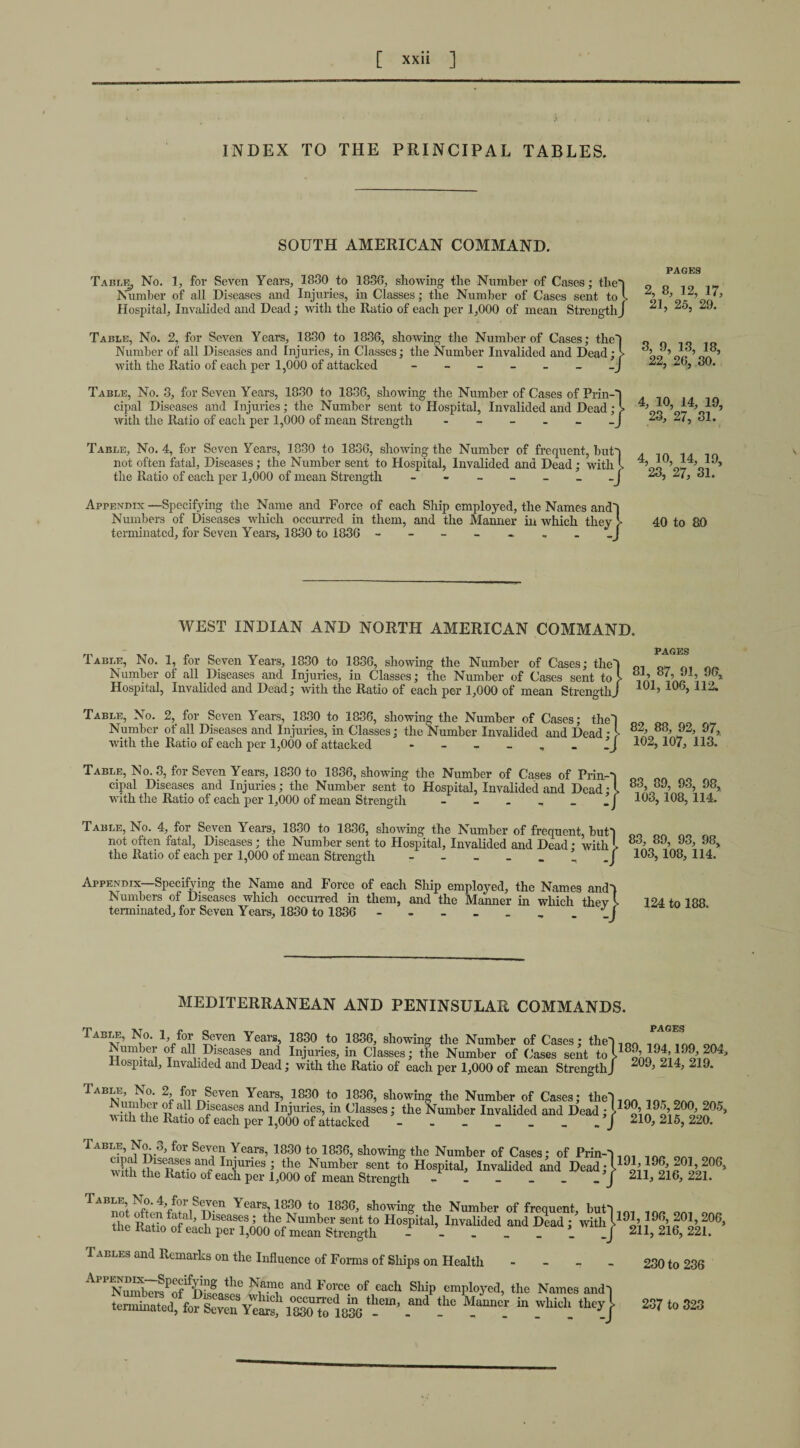 [ xxii ]
INDEX TO THE PRINCIPAL TABLES.
SOUTH AMERICAN COMMAND.
PAGES
Table, No. 1, for Seven Years, 1830 to 1836, showing the Number of Cases; the
Number of all Diseases and Injuries, in Classes; the Number of Cases sent to
Hospital, Invalided and Dead; with the Ratio of each per 1,000 of mean Strength
2, 8, 12, 17,
21, 25, 29.
Table, No. 2, for Seven Years, 1830 to 1836, showing the Number of Cases; the
Number of all Diseases and Injuries, in Classes; the Number Invalided and Dead;
with the Ratio of each per 1,000 of attacked - - - - - - -
3, 9, 13, 18,
22, 26, 30.
Table, No. 3, for Seven Years, 1830 to 1836, showing the Number of Cases of Prin-
cipal Diseases and Injuries; the Number sent to Hospital, Invalided and Dead;
with the Ratio of each per 1,000 of mean Strength - - - - - -
4, 10, 14, 19,
23, 27, 31.
Table, No. 4, for Seven Years, 1830 to 1836, showing the Number of frequent, but
not often fatal, Diseases; the Number sent to Hospital, Invalided and Dead; with
the Ratio of each per 1,000 of mean Strength - - - - - - -
4, 10, 14, 19,
23, 27, 31.
Appendix—Specifying the Name and Force of each Ship employed, the Names and
Numbers of Diseases which occurred in them, and the Manner in which they
terminated, for Seven Years, 1830 to 1836 - - - - - - - -
40 to 80
WEST INDIAN AND NORTH AMERICAN COMMAND.
PAGES
Table, No. 1, for Seven Years, 1830 to 1836, showing the Number of Cases; the
Number of all Diseases and Injuries, in Classes; the Number of Cases sent to
Hospital, Invalided and Dead; with the Ratio of each per 1,000 of mean Strength
81, 87, 91, 96,
101, 106, 112.
Table, No. 2, for Seven Years, 1830 to 1836, showing the Number of Cases; the
Number of all Diseases and Injuries, in Classes; the Number Invalided and Dead;
with the Ratio of each per 1,000 of attacked - - - - - - -
82, 88, 92, 97,
102, 107, 113.
Table, No. 3, for Seven Years, 1830 to 1836, showing the Number of Cases of Prin-
cipal Diseases and Injuries; the Number sent to Hospital, Invalided and Dead;
with the Ratio of each per 1,000 of mean Strength - - - - - -
83, 89, 93, 98,
103, 108, 114.
Table, No. 4, for Seven Years, 1830 to 1836, showing the Number of frequent, but
not often fatal, Diseases; the Number sent to Hospital, Invalided and Dead; with
the Ratio of each per 1,000 of mean Strength - - - - - - -
83, 89, 93, 98,
103, 108, 114.
Appendix—Specifying the Name and Force of each Ship employed, the Names and
Numbers of Diseases which occurred in them, and the Manner in which they
terminated, for Seven Years, 1830 to 1836 - - - - - - - -
124 to 188.
MEDITERRANEAN AND PENINSULAR COMMANDS.
PAGES
Table, No. 1, for Seven Years, 1830 to 1836, showing the Number of Cases; the
Number of all Diseases and Injuries, in Classes; the Number of Cases sent to
Hospital, Invalided and Dead; with the Ratio of each per 1,000 of mean Strength
189, 194, 199, 204,
209, 214, 219.
Table, No. 2, for Seven Years, 1830 to 1836, showing the Number of Cases; the
Number of all Diseases and Injuries, in Classes; the Number Invalided and Dead;
with the Ratio of each per 1,000 of attacked - - - - - - -
190, 195, 200, 205,
210, 215, 220.
Table, No. 3, for Seven Years, 1830 to 1836, showing the Number of Cases; of Prin-
cipal Diseases and Injuries; the Number sent to Hospital, Invalided and Dead;
with the Ratio of each per 1,000 of mean Strength - - - - - -
191, 196, 201, 206,
211, 216, 221.
Table, No. 4, for Seven Years, 1830 to 1836, showing the Number of frequent, but
not often fatal, Diseases; the Number sent to Hospital, Invalided and Dead; with
the Ratio of each per 1,000 of mean Strength - - - - - - -
191, 196, 201, 206,
211, 216, 221.
Tables and Remarks on the Influence of Forms of Ships on Health - - - - 230 to 236
Appendix—Specifying the Name and Force of each Ship employed, the Names and
Numbers of Diseases which occurred in them, and the Manner in which they
terminated, for Seven Years, 1830 to 1836 - - - - - - - -
237 to 323